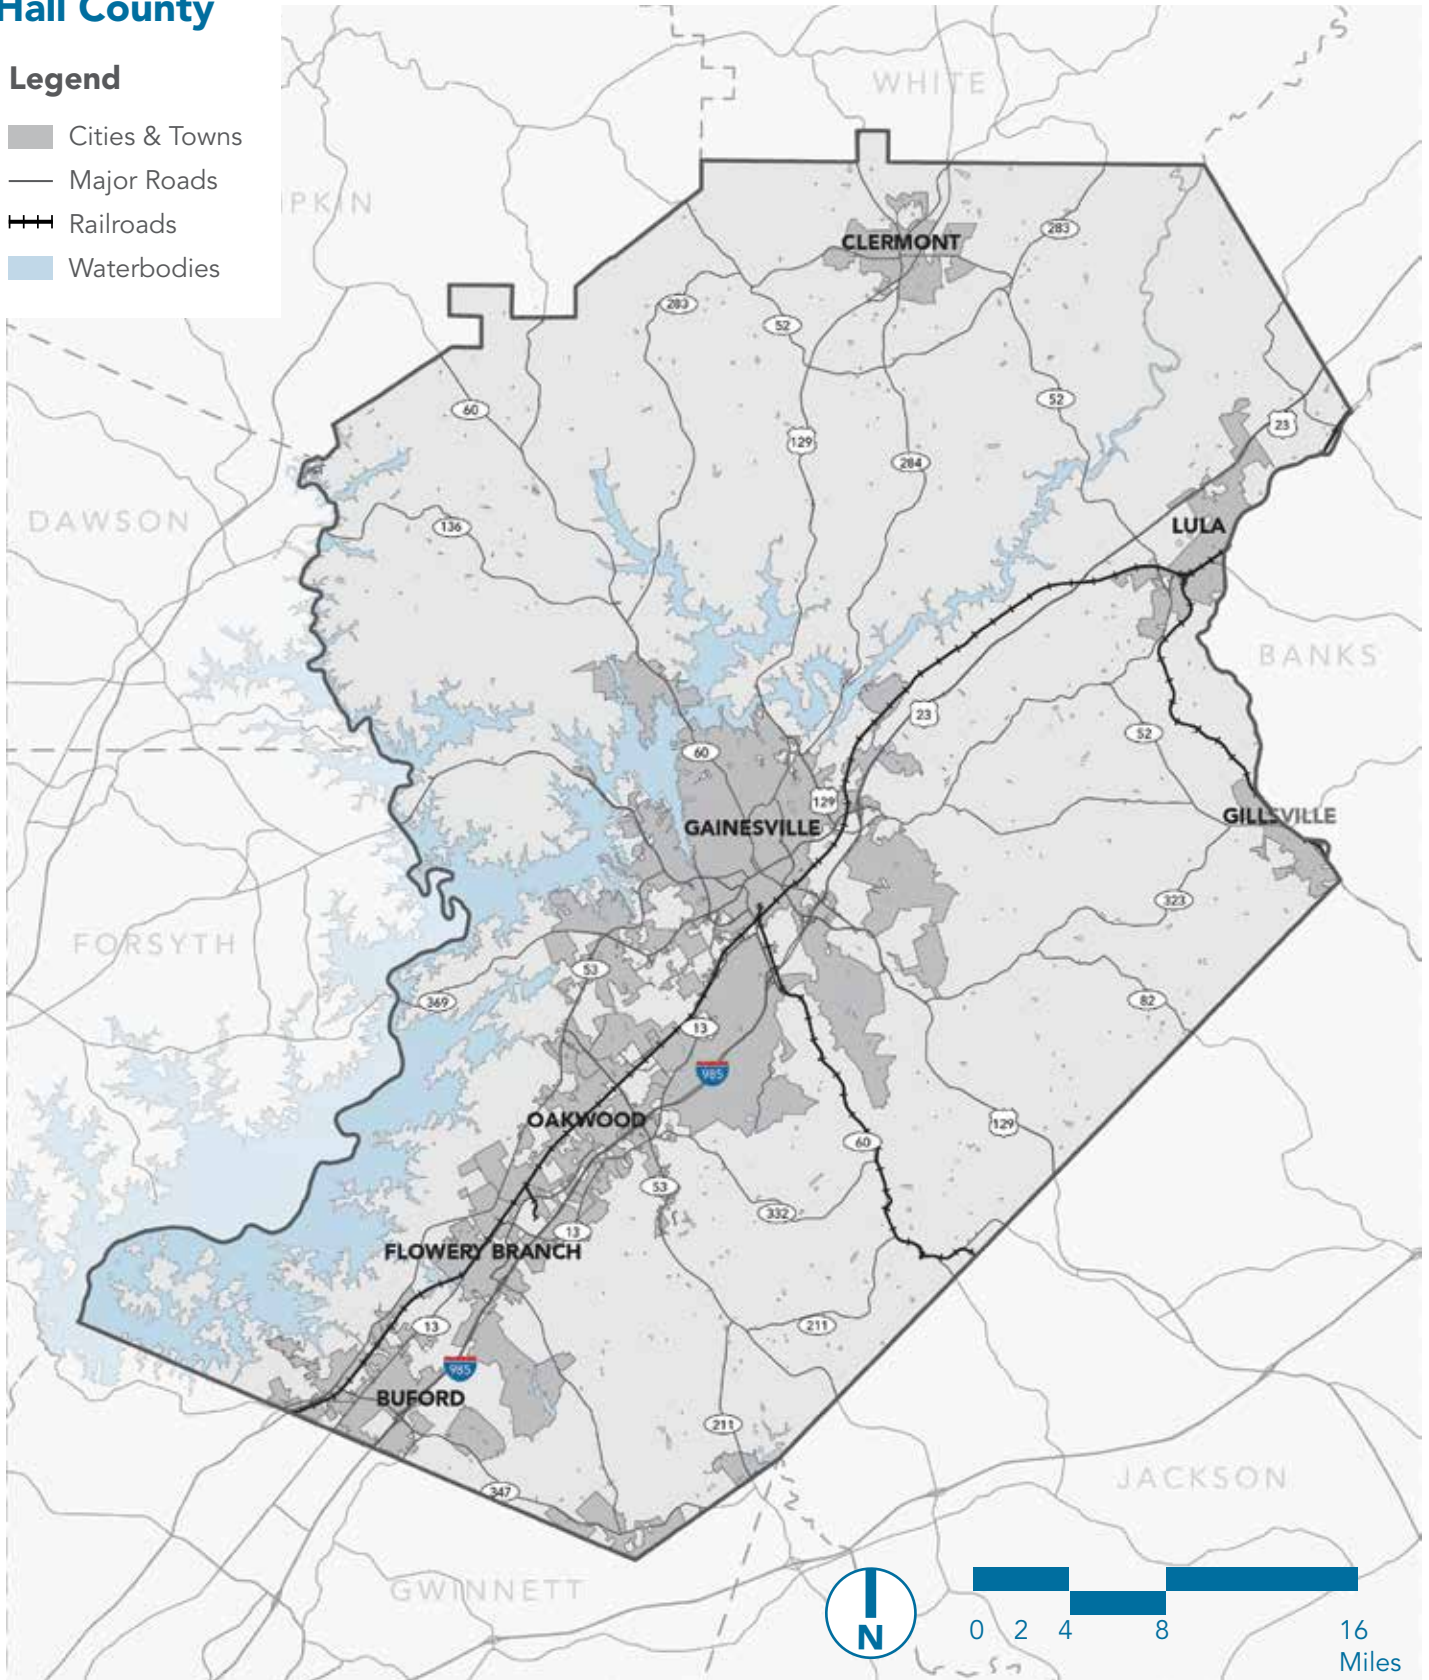 Hall County
Legend
Cities & Towns
Major Roads
Railroads
Waterbodies
WHITE
PKIN
CLERMONT
283
283
52
60
52
129
23
284
DAWSON
136
LULA
BANKS
23
52
60
129
GILLSVILLE
GAINESVILLE
323
FORSYTH
53
369
82
13
985
OAKWOOD
129
60
53
332
13
FLOWERY BRANCH
13
211
985
BUFORD
211
JACKSON
347
GWINNETT
N
0 2 4 8 16
Miles